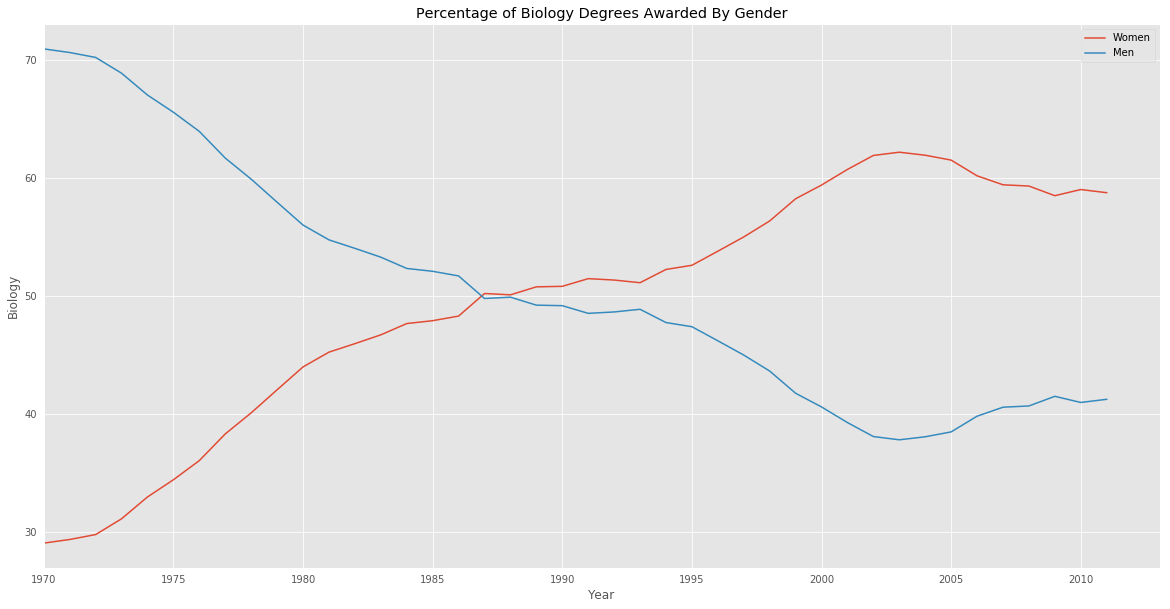 Percentage of Biology Degrees Awarded By Gender
Women
Men
70
60
50
40
30
Biology
1970 1975 1980 1985 1990 1995 2000 2005 2010
Year